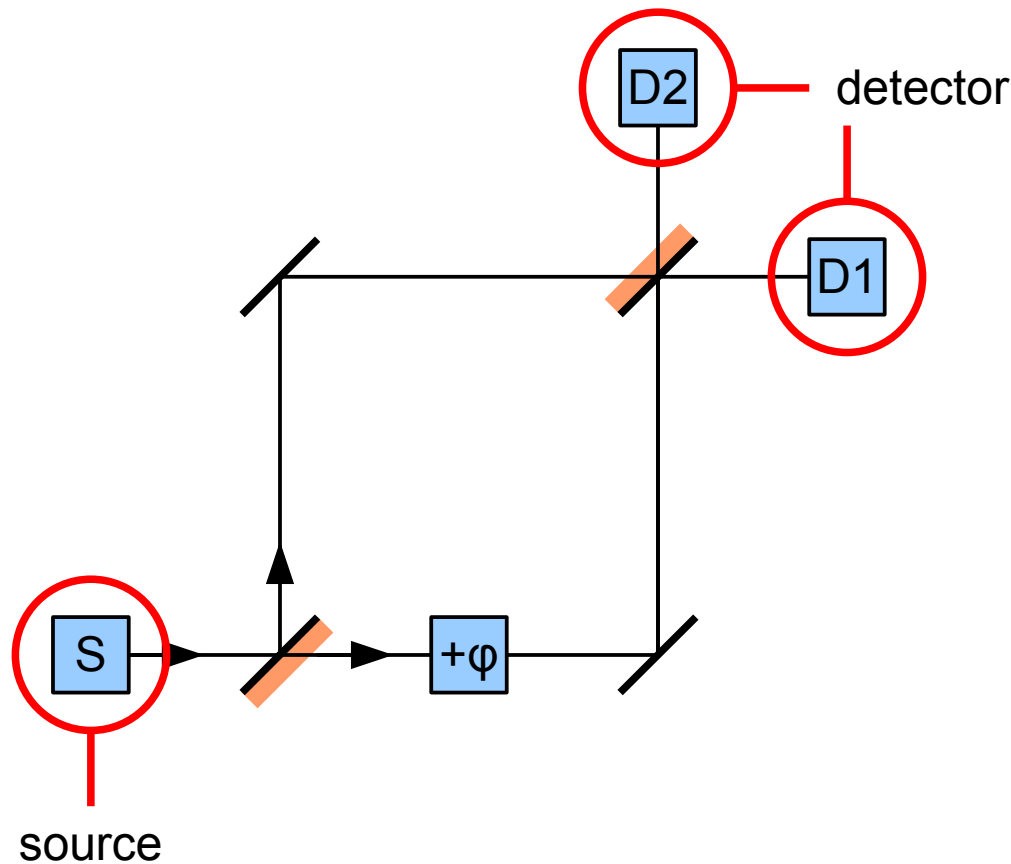 D2
detector
D1
S
+φ
source